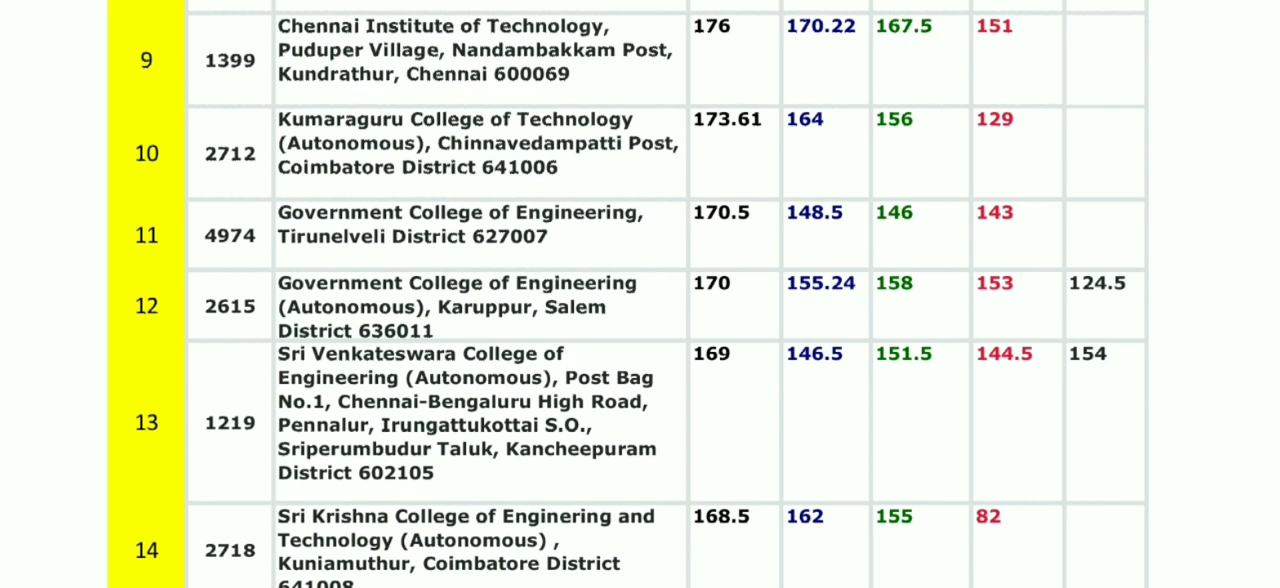 9 1399 Chennai Institute of Technology, 176 170.22 167.5 151
Puduper Village, Nandambakkam Post,
Kundrathur, Chennai 600069
10 2712 Kumaraguru College of Technology 173.61 164 156 129
(Autonomous), Chinnavedampatti Post,
Coimbatore District 641006
11 4974 Government College of Engineering, 170.5 148.5 146 143
Tirunelveli District 627007
12 2615 Government College of Engineering 170 155.24 158 153 124.5
(Autonomous), Karuppur, Salem
District 636011
13 1219 Sri Venkateswara College of 169 146.5 151.5 144.5 154
Engineering (Autonomous), Post Bag
No.1, Chennai-Bengaluru High Road,
Pennalur, Irungattukottai S.O.,
Sriperumbudur Taluk, Kancheepuram
District 602105
14 2718 Sri Krishna College of Enginering and 168.5 162 155 82
Technology (Autonomous) ,
Kuniamuthur, Coimbatore District
641008